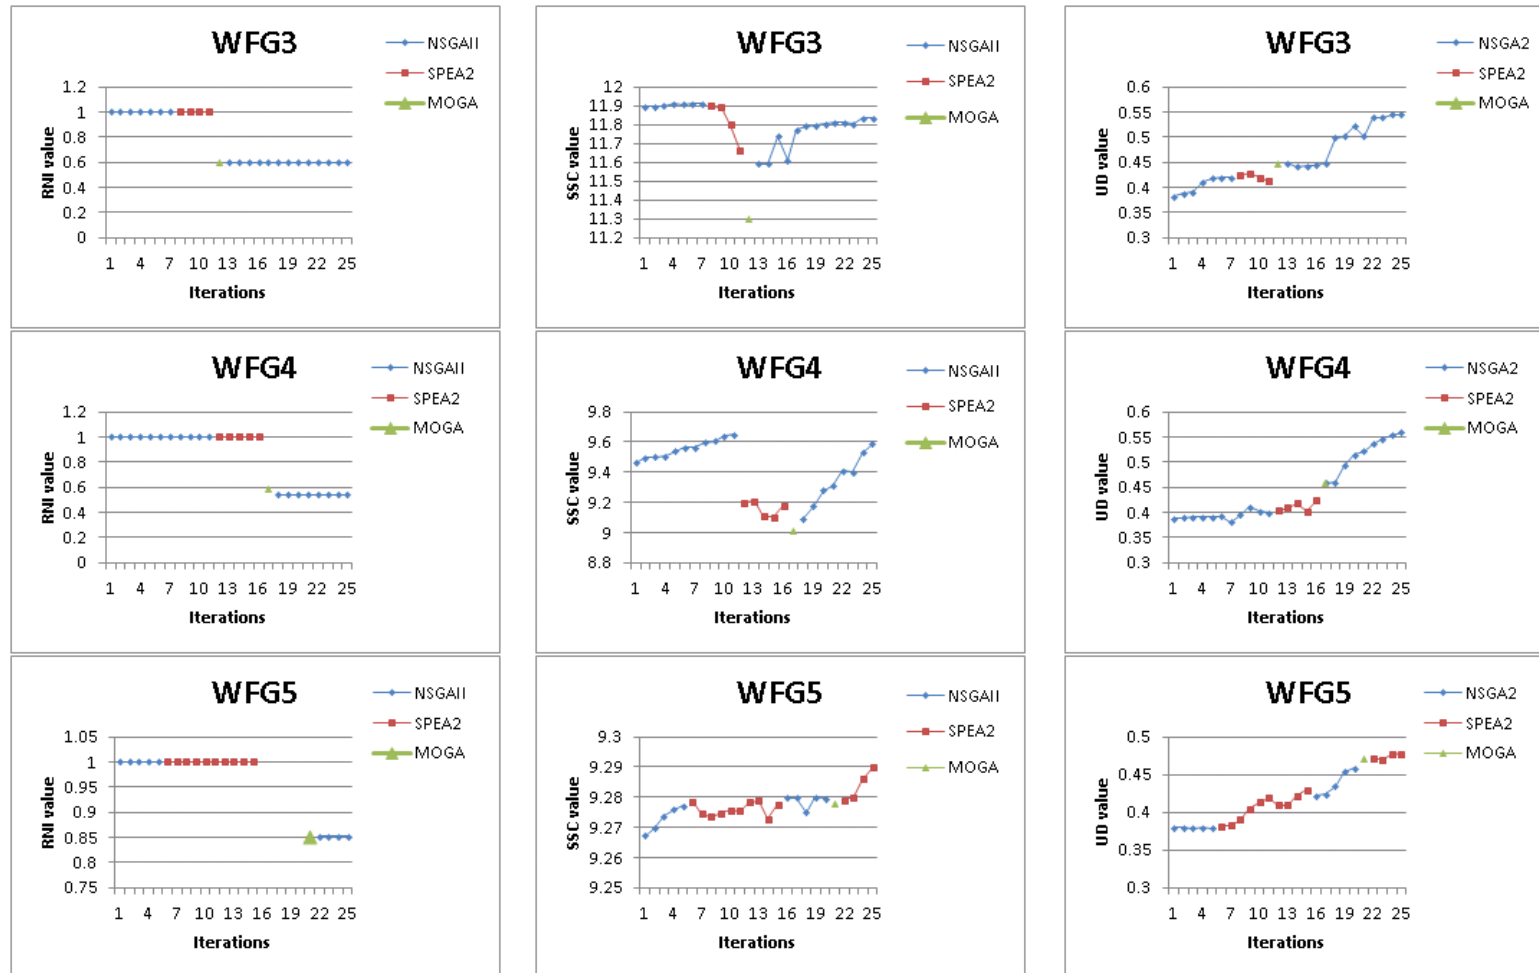 WFG3
NSGAII
SPEA2
MOGA
RNI value
1.2
1
0.8
0.6
0.4
0.2
0
1 4 7 10 13 16 19 22 25
Iterations
WFG3
NSGAII
SPEA2
MOGA
SSC value
12
11.9
11.8
11.7
11.6
11.5
11.4
11.3
11.2
1 4 7 10 13 16 19 22 25
Iterations
WFG3
NSGA2
SPEA2
MOGA
UD value
0.6
0.55
0.5
0.45
0.4
0.35
0.3
1 4 7 10 13 16 19 22 25
Iterations
WFG4
NSGAII
SPEA2
MOGA
RNI value
1.2
1
0.8
0.6
0.4
0.2
0
1 4 7 10 13 16 19 22 25
Iterations
WFG4
NSGAII
SPEA2
MOGA
SSC value
9.8
9.6
9.4
9.2
9
8.8
1 4 7 10 13 16 19 22 25
Iterations
WFG4
NSGA2
SPEA2
MOGA
UD value
0.6
0.55
0.5
0.45
0.4
0.35
0.3
1 4 7 10 13 16 19 22 25
Iterations
WFG5
NSGAII
SPEA2
MOGA
RNI value
1.05
1
0.95
0.9
0.85
0.8
0.75
1 4 7 10 13 16 19 22 25
Iterations
WFG5
NSGAII
SPEA2
MOGA
SSC value
9.3
9.29
9.28
9.27
9.26
9.25
1 4 7 10 13 16 19 22 25
Iterations
WFG5
NSGA2
SPEA2
MOGA
UD value
0.5
0.45
0.4
0.35
0.3
1 4 7 10 13 16 19 22 25
Iterations